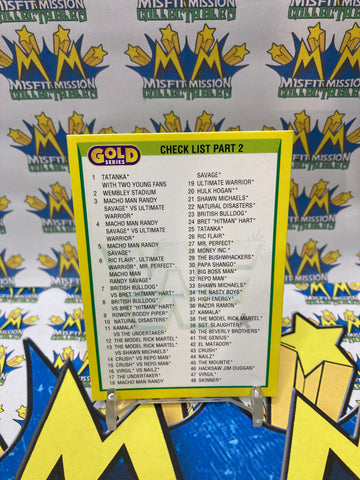 MISFIT MISSION
COLLECTIBLES
MISFIT MISSION
COLLECTIBLES
GOLD
SERIES
CHECK LIST PART 2
1 TATANKA*
WITH TWO YOUNG FANS
2 WEMBLEY STADIUM
3 MACHO MAN RANDY
SAVAGE* VS ULTIMATE
WARRIOR*
4 MACHO MAN RANDY
SAVAGE* VS ULTIMATE
WARRIOR*
5 MACHO MAN RANDY
SAVAGE*
6 RIC FLAIR*, ULTIMATE
WARRIOR*, MR. PERFECT*,
MACHO MAN
RANDY SAVAGE*
7 BRITISH BULLDOG*
VS BRET "HITMAN" HART*
8 BRITISH BULLDOG*
VS BRET "HITMAN" HART*
9 ROWDY RODDY PIPER*
10 NATURAL DISASTERS*
11 KAMALA*
VS THE UNDERTAKER*
12 THE MODEL RICK MARTEL*
13 THE MODEL RICK MARTEL*
VS SHAWN MICHAELS*
14 CRUSH* VS REPO MAN*
15 CRUSH* VS REPO MAN*
16 VIRGIL* VS NAILZ*
17 THE UNDERTAKER*
18 MACHO MAN RANDY
SAVAGE*
19 ULTIMATE WARRIOR*
20 HULK HOGAN**
21 SHAWN MICHAELS*
22 NATURAL DISASTERS*
23 BRITISH BULLDOG*
24 BRET "HITMAN" HART*
25 TATANKA*
26 RIC FLAIR*
27 MR. PERFECT*
28 MONEY INC.*
29 THE BUSHWHACKERS*
30 PAPA SHANGO*
31 BIG BOSS MAN*
32 REPO MAN*
33 SHAWN MICHAELS*
34 THE NASTY BOYS*
35 HIGH ENERGY*
36 RAZOR RAMON*
37 KAMALA*
38 THE MODEL RICK MARTEL*
39 SGT. SLAUGHTER*
40 THE BEVERLY BROTHERS*
41 THE GENIUS*
42 EL MATADOR*
43 CRUSH*
44 NAILZ*
45 THE MOUNTIE*
46 HACKSAW JIM DUGGAN*
47 VIRGIL*
48 SKINNER*